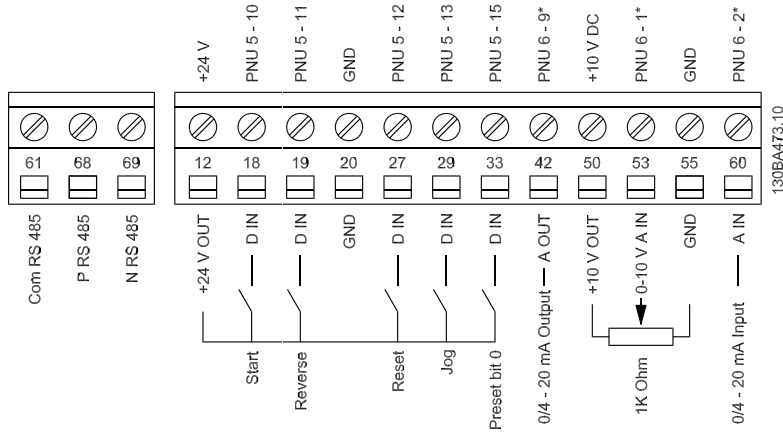 +24 V
PNU 5 - 10
PNU 5 - 11
GND
PNU 5 - 12
PNU 5 - 13
PNU 5 - 15
PNU 6 - 9*
+10 V DC
PNU 6 - 1*
GND
PNU 6 - 2*
61 68 69
12 18 19 20 27 29 33 42 50 53 55 60
Com RS 485
P RS 485
N RS 485
+24 V OUT
D IN
D IN
GND
D IN
D IN
D IN
0/4 - 20 mA Output — A OUT
+10 V OUT
0-10 V A IN
GND
0/4 - 20 mA Input — A IN
Start
Reverse
Reset
Jog
Preset bit 0
1K Ohm
130BA473.10